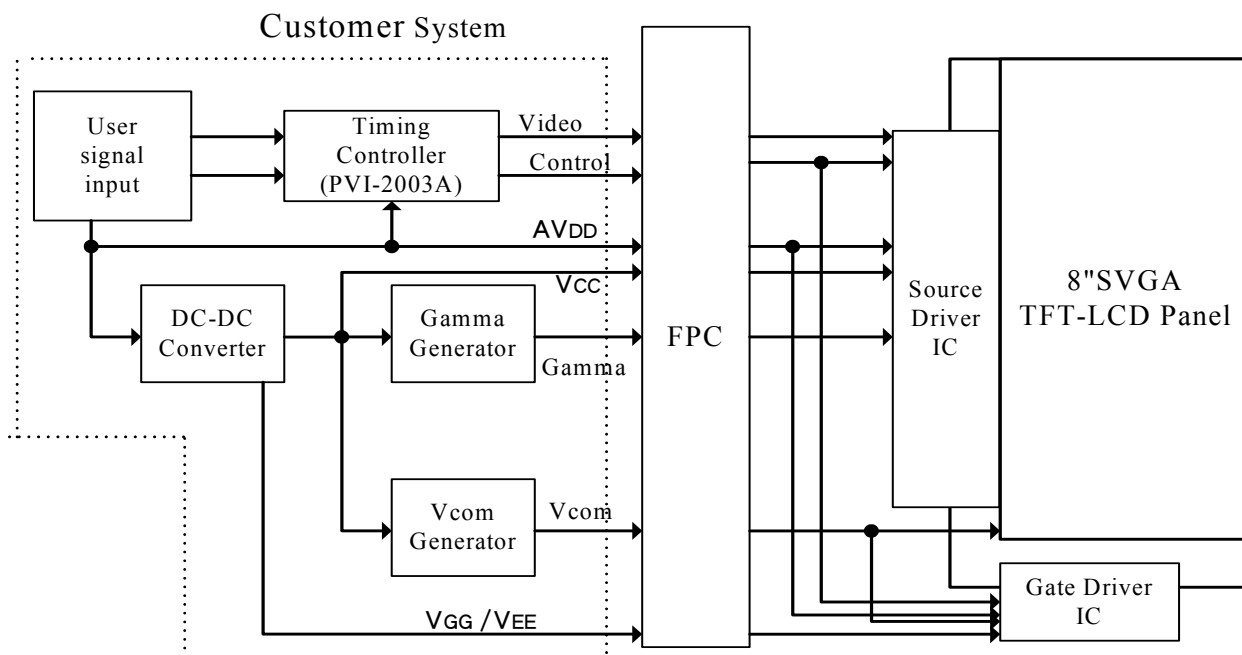 Customer System
User
signal
input
Timing
Controller
(PVI-2003A)
Video
Control
AVDD
VCC
DC-DC
Converter
Gamma
Generator
Gamma
Vcom
Generator
Vcom
VGG /VEE
FPC
Source
Driver
IC
8"SVGA
TFT-LCD Panel
Gate Driver
IC